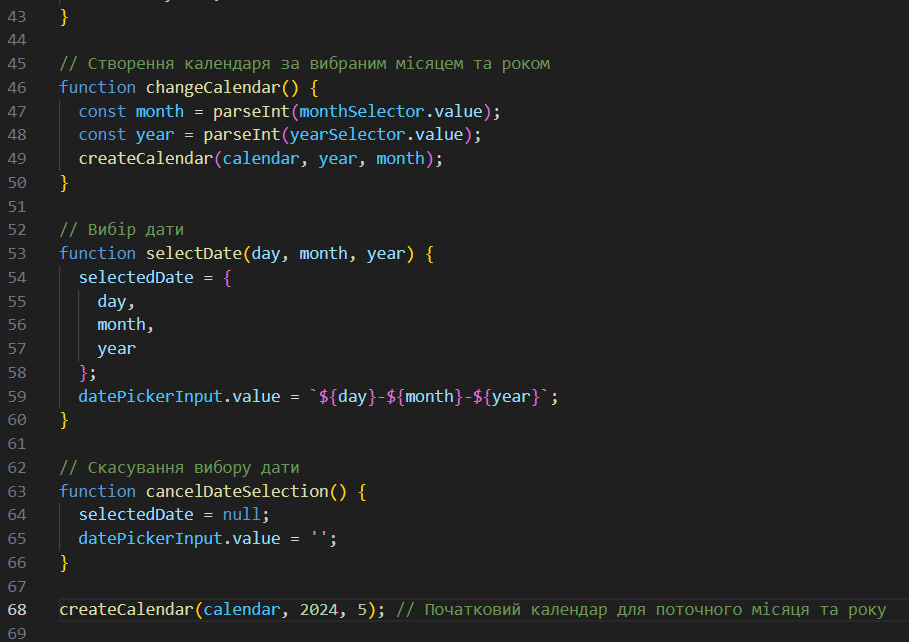 43 }
44
45 // Створення календаря за вибраним місяцем та роком
46 function changeCalendar() {
47 const month = parseInt(monthSelector.value);
48 const year = parseInt(yearSelector.value);
49 createCalendar(calendar, year, month);
50 }
51
52 // Вибір дати
53 function selectDate(day, month, year) {
54 selectedDate = {
55 day,
56 month,
57 year
58 };
59 datePickerInput.value = `${day}-${month}-${year}`;
60 }
61
62 // Скасування вибору дати
63 function cancelDateSelection() {
64 selectedDate = null;
65 datePickerInput.value = '';
66 }
67
68 createCalendar(calendar, 2024, 5); // Початковий календар для поточного місяця та року
69